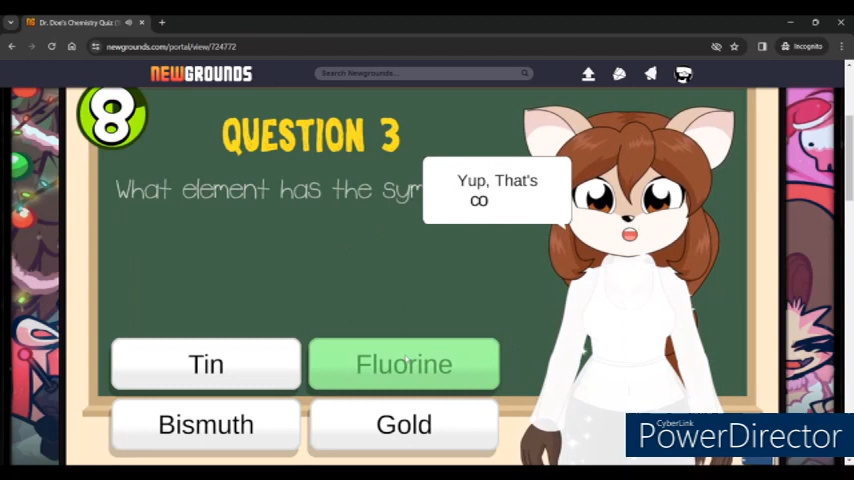 Dr. Doe's Chemistry Quiz (
newgrounds.com/portal/view/724772
Incognito
NEWGROUNDS
Search Newgrounds...
8
QUESTION 3
What element has the sym
Yup, That's
co
Tin
Fluorine
Bismuth
Gold
CyberLink
PowerDirector